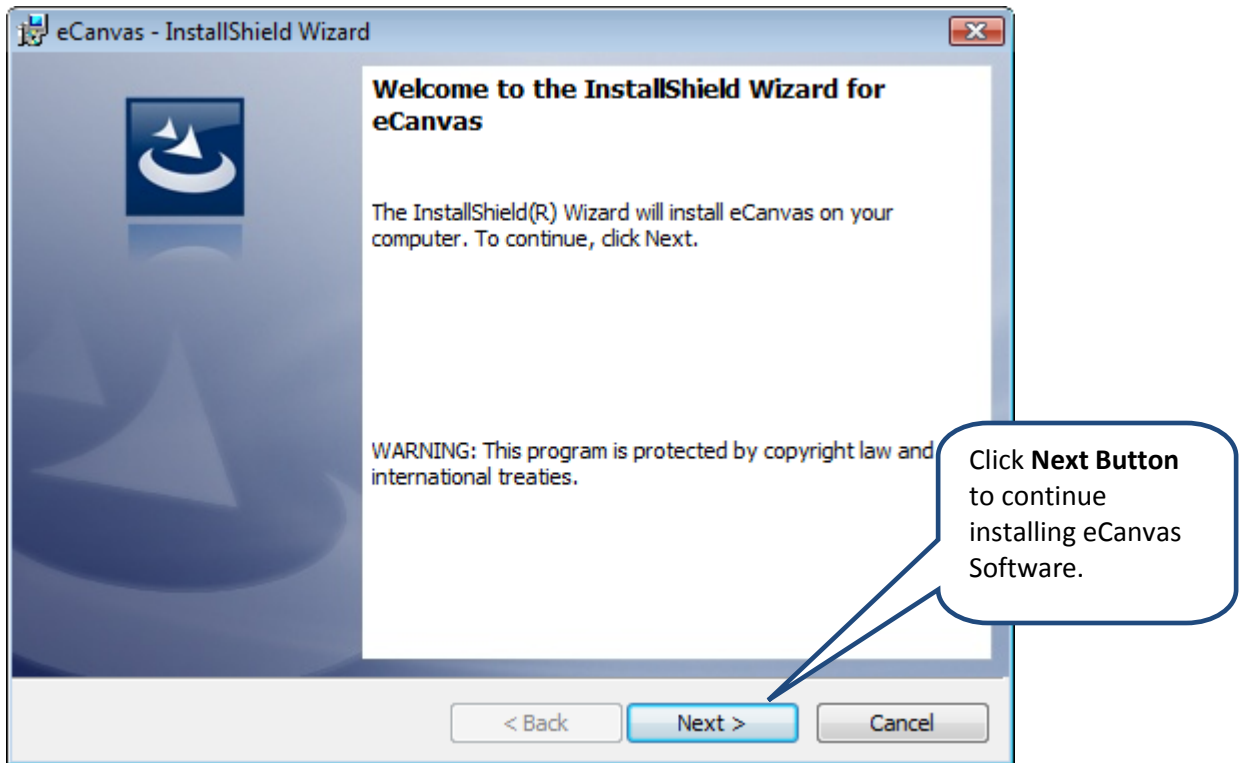 eCanvas - InstallShield Wizard
Welcome to the InstallShield Wizard for
eCanvas
The InstallShield(R) Wizard will install eCanvas on your
computer. To continue, click Next.
WARNING: This program is protected by copyright law and
international treaties.
Click Next Button
to continue
installing eCanvas
Software.
< Back
Next >
Cancel